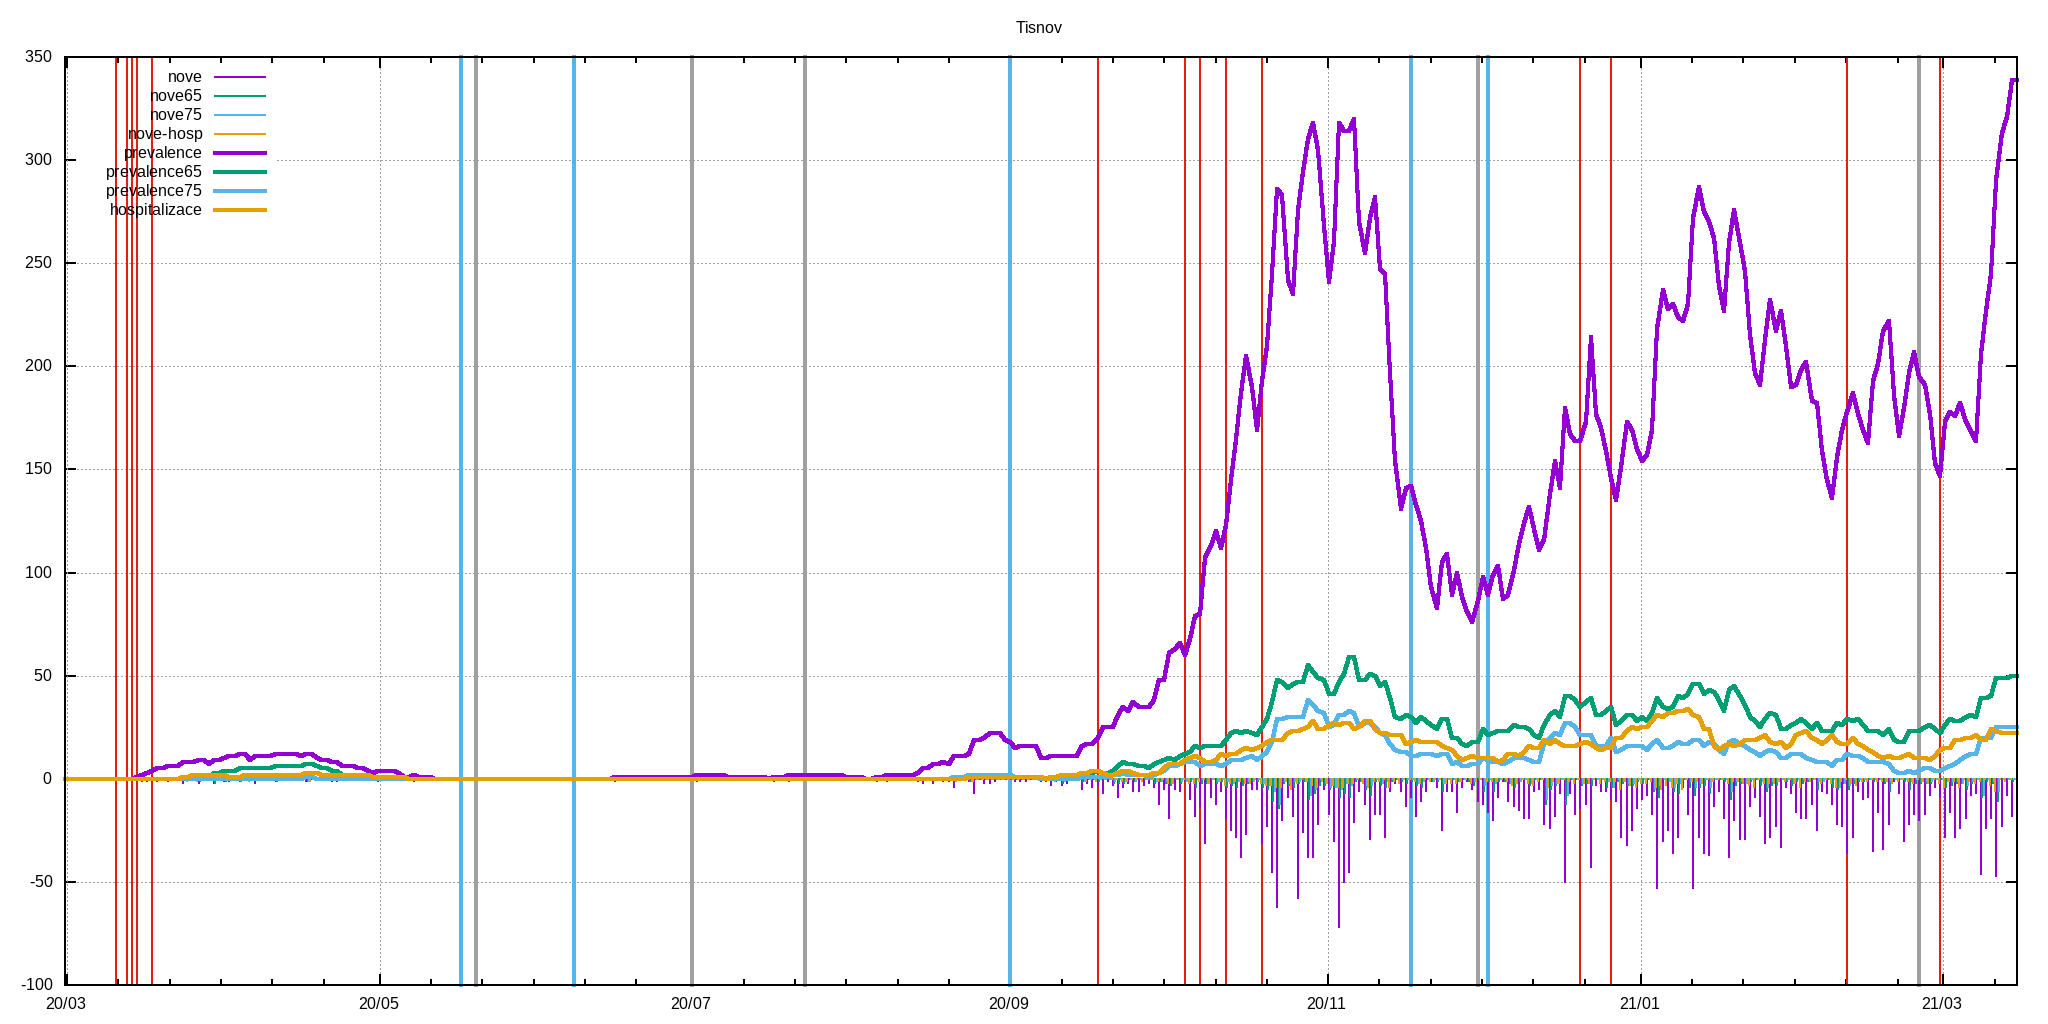 Tisnov
350
300
250
200
150
100
50
0
-50
-100
nove
nove65
nove75
nove-hosp
prevalence
prevalence65
prevalence75
hospitalizace
20/03 20/05 20/07 20/09 20/11 21/01 21/03